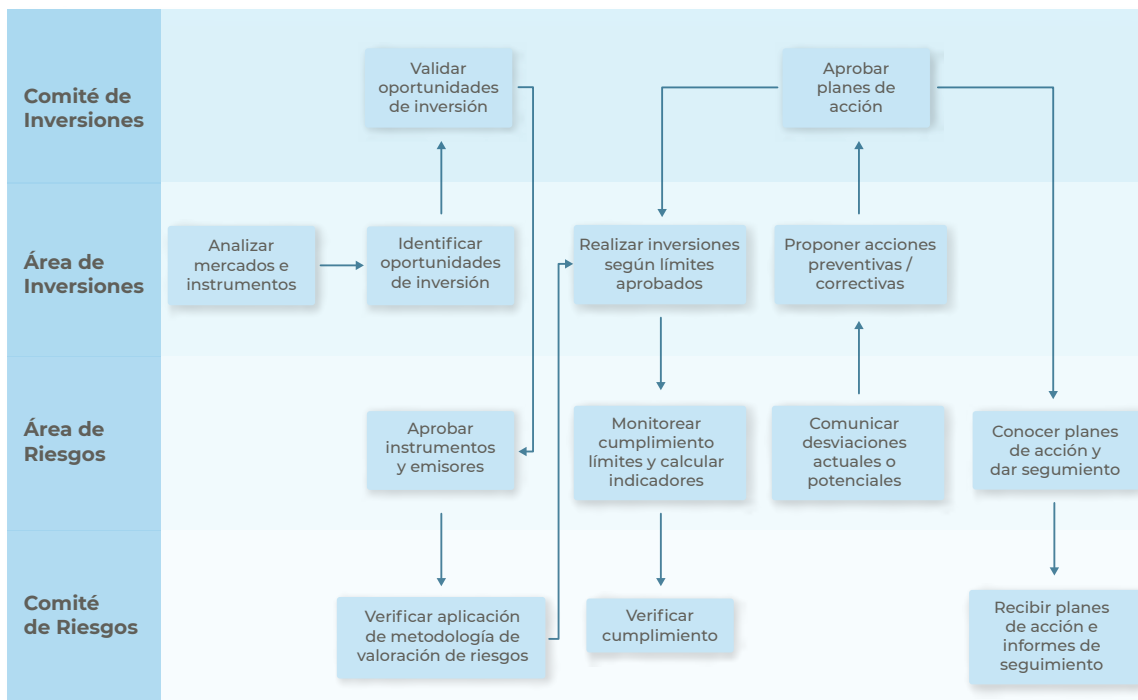 Comité de
Inversiones
Validar
oportunidades
de inversión
Aprobar
planes de
acción
Área de
Inversiones
Analizar
mercados e
instrumentos
Identificar
oportunidades
de inversión
Realizar inversiones
según límites
aprobados
Proponer acciones
preventivas /
correctivas
Área de
Riesgos
Aprobar
instrumentos
y emisores
Monitorear
cumplimiento
límites y calcular
indicadores
Comunicar
desviaciones
actuales o
potenciales
Conocer planes
de acción y
dar segumiento
Comité
de Riesgos
Verificar aplicación
de metodología de
valoración de riesgos
Verificar
cumplimiento
Recibir planes
de acción e
informes de
seguimiento